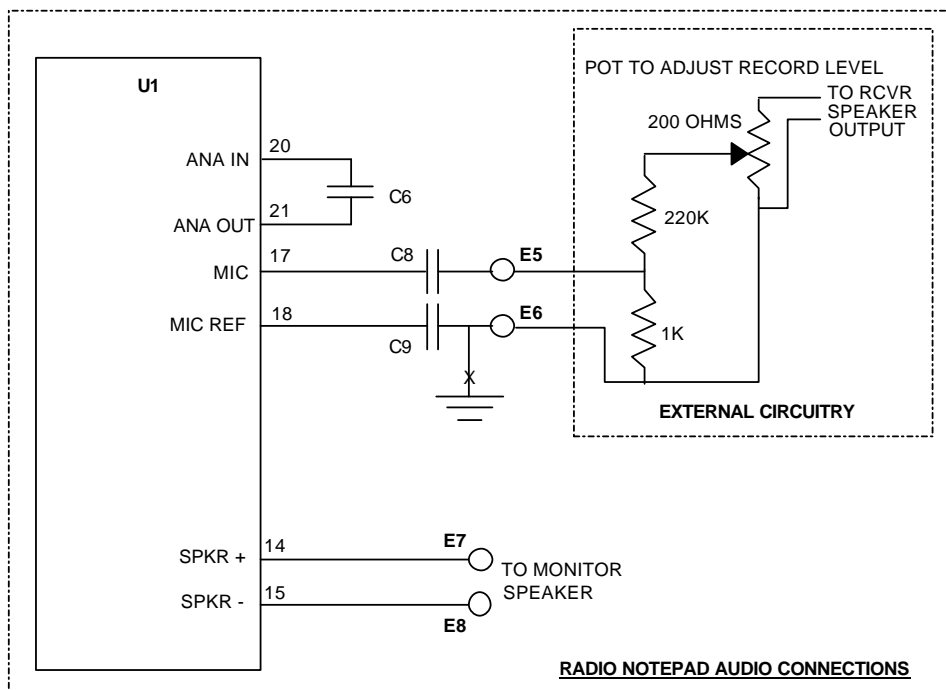 U1
POT TO ADJUST RECORD LEVEL
TO RCVR
SPEAKER
OUTPUT
200 OHMS
ANA IN
20
C6
ANA OUT
21
220K
MIC
17
C8
E5
MIC REF
18
C9
E6
1K
X
EXTERNAL CIRCUITRY
SPKR +
14
E7
TO MONITOR
SPEAKER
SPKR -
15
E8
RADIO NOTEPAD AUDIO CONNECTIONS